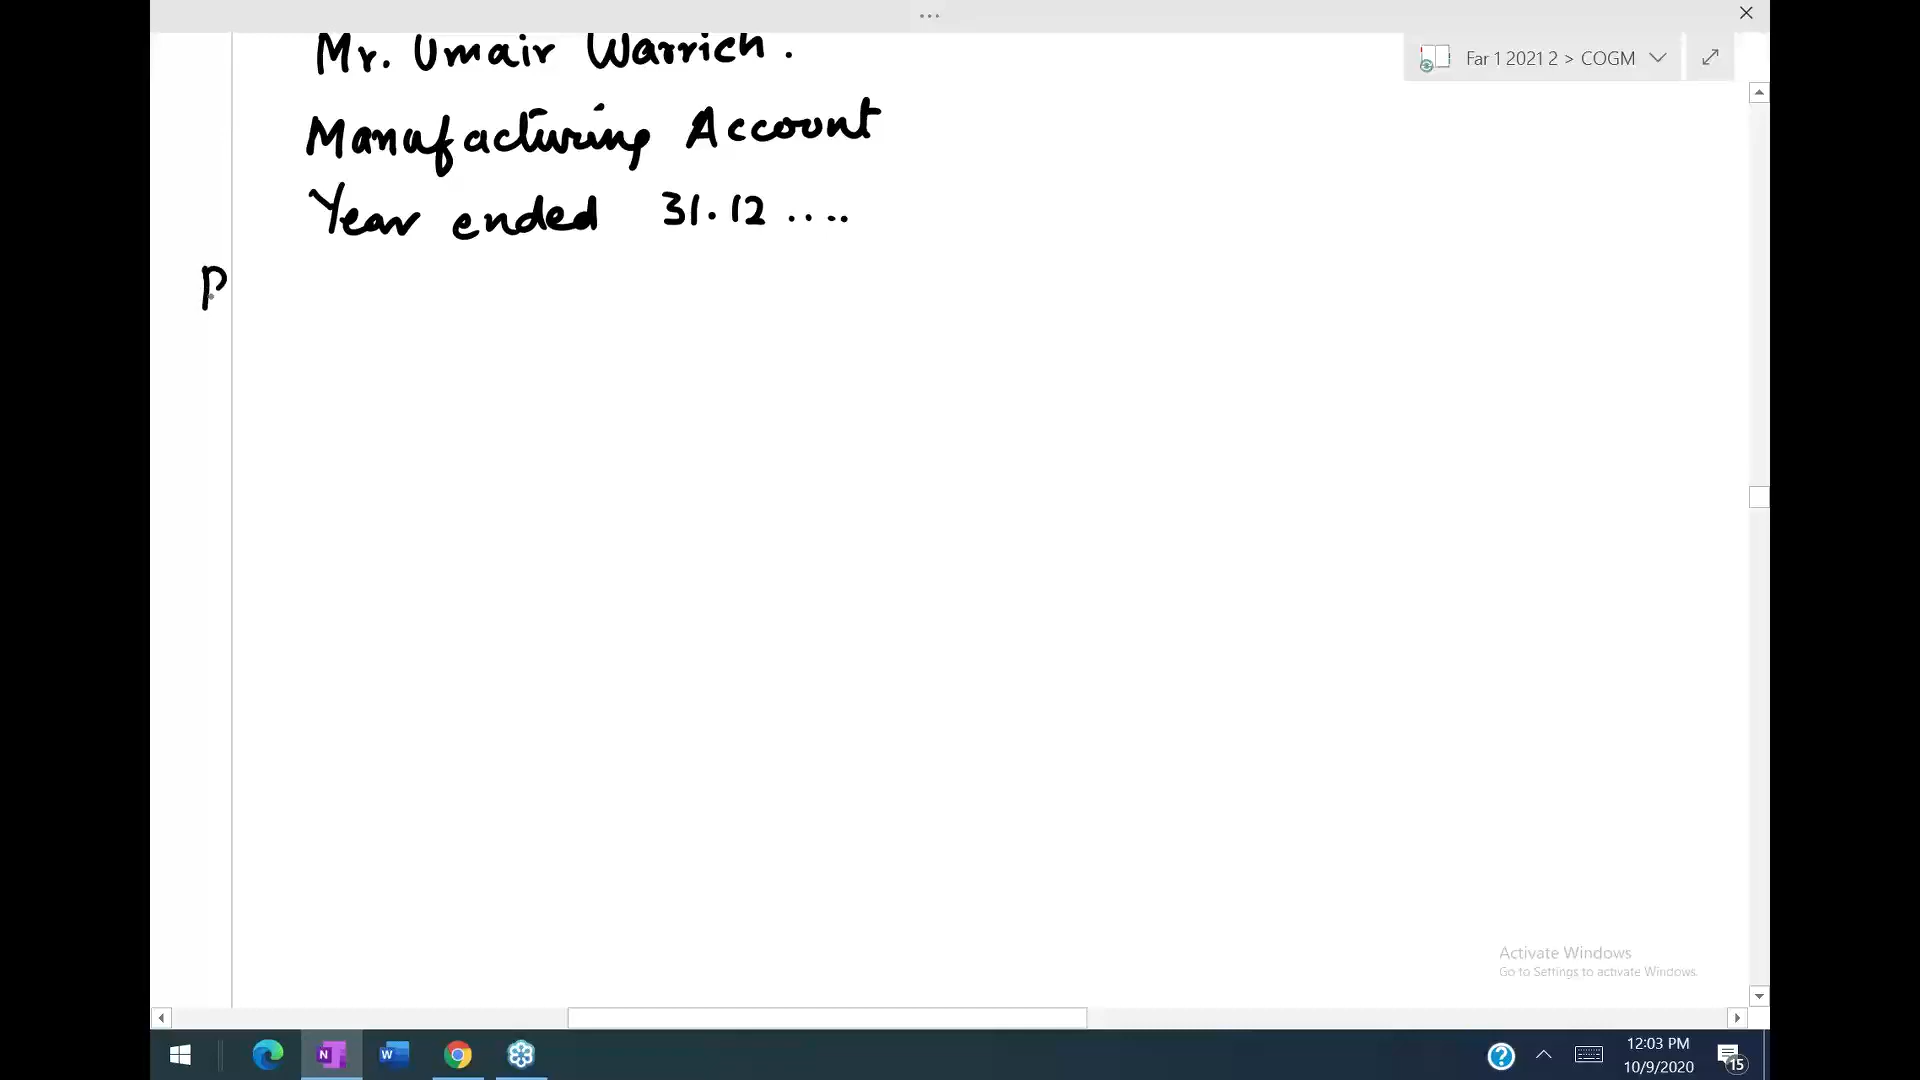 ...
Mr. Umair Warrich.
Far 1 2021 2 > COGM
Manufacturing Account
Year ended 31.12 ....
P
Activate Windows
Go to Settings to activate Windows.
N
W
?
12:03 PM
10/9/2020
15